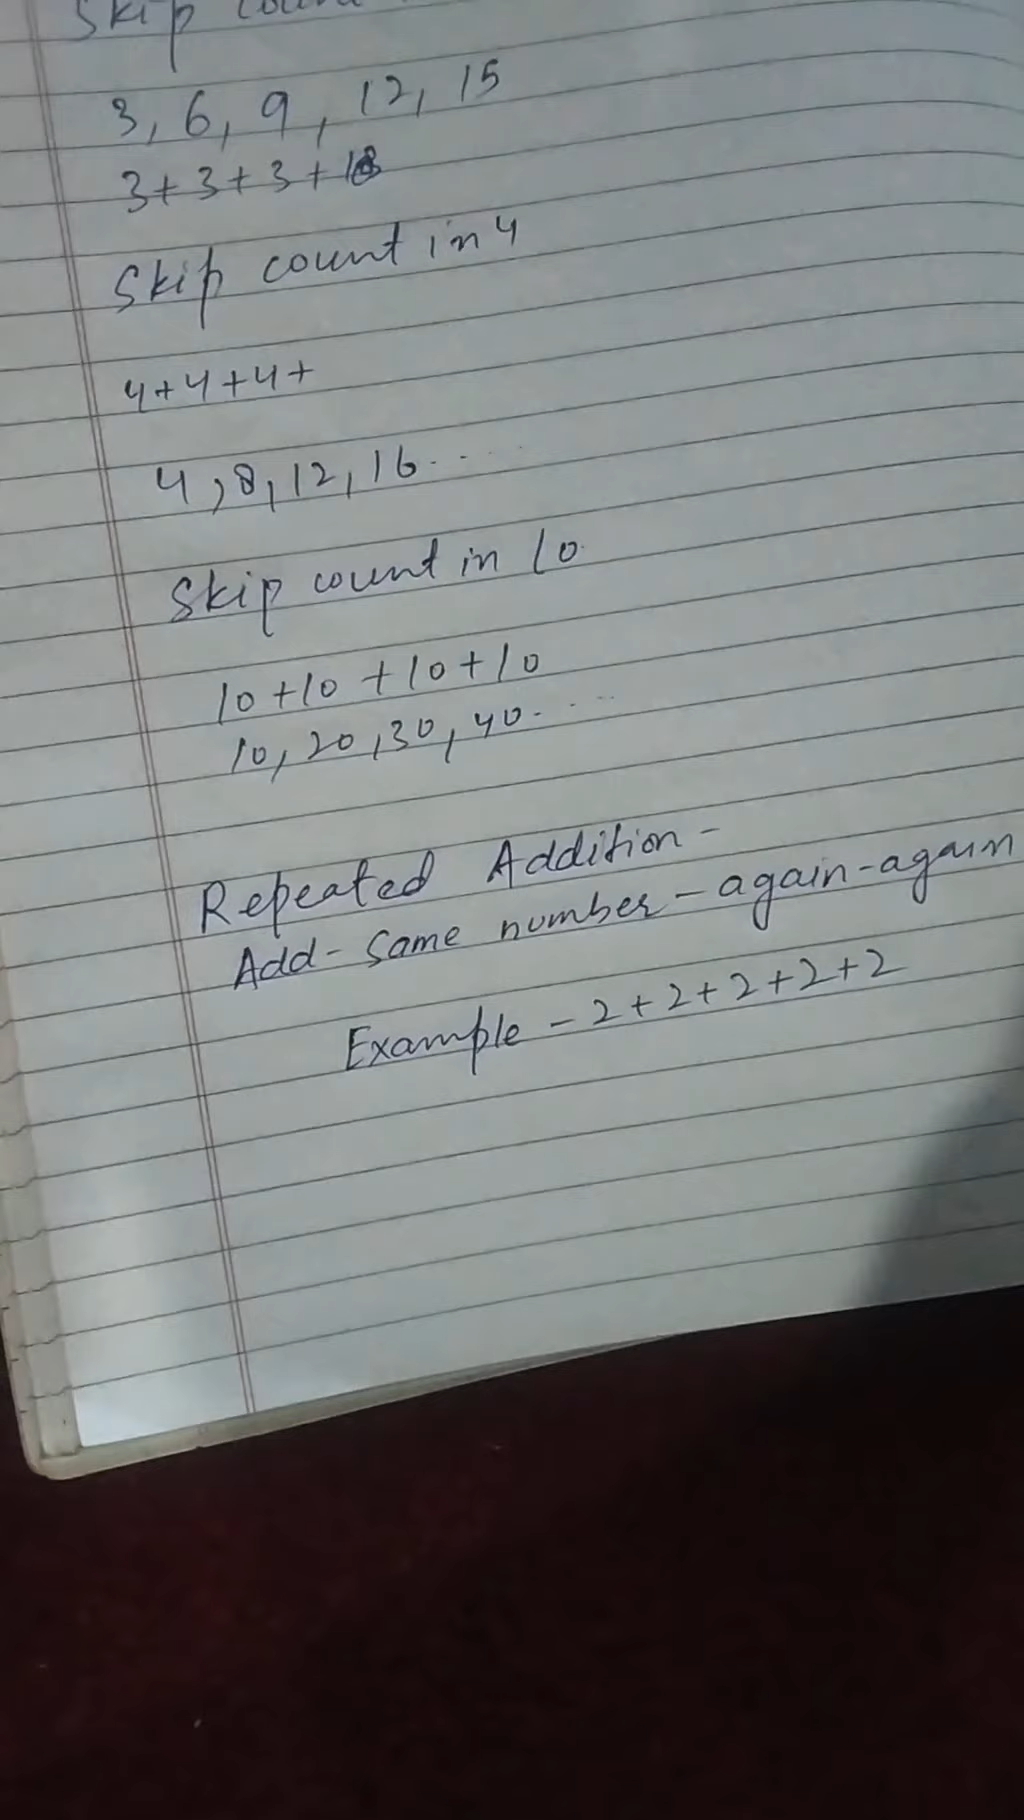 Skip count
3, 6, 9, 12, 15
3+3+3+
Skip count in 4
4+4+4+
4, 8, 12, 16.....
Skip count in 10
10+10+10+10
10, 20, 30, 40.....
Repeated Addition -
Add - Same number - again - again
Example - 2+2+2+2+2